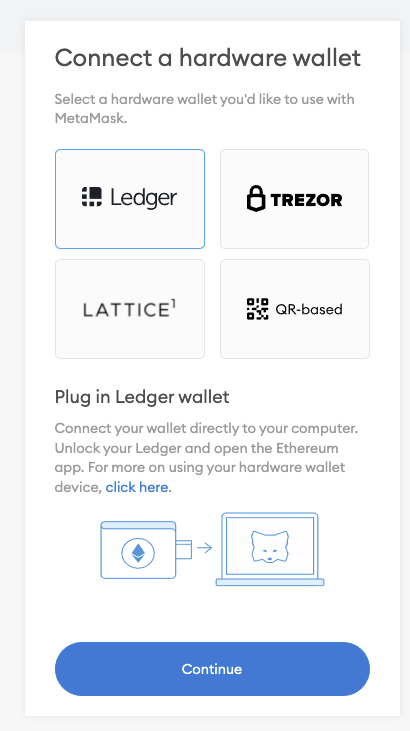 Connect a hardware wallet
Select a hardware wallet you'd like to use with
MetaMask.
Ledger
TREZOR
LATTICE¹
QR-based
Plug in Ledger wallet
Connect your wallet directly to your computer.
Unlock your Ledger and open the Ethereum
app. For more on using your hardware wallet
device, click here.
Continue